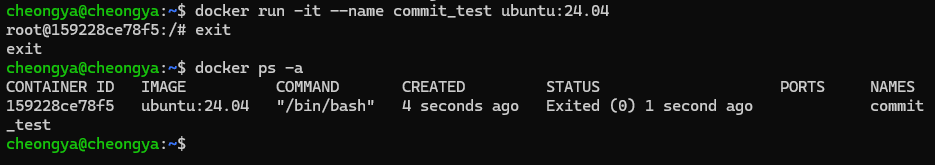 cheongya@cheongya:~$ docker run -it --name commit_test ubuntu:24.04
root@159228ce78f5:/# exit
exit
cheongya@cheongya:~$ docker ps -a
CONTAINER ID   IMAGE          COMMAND       CREATED         STATUS                     PORTS     NAMES
159228ce78f5   ubuntu:24.04   "/bin/bash"   4 seconds ago   Exited (0) 1 second ago              commit
_test
cheongya@cheongya:~$